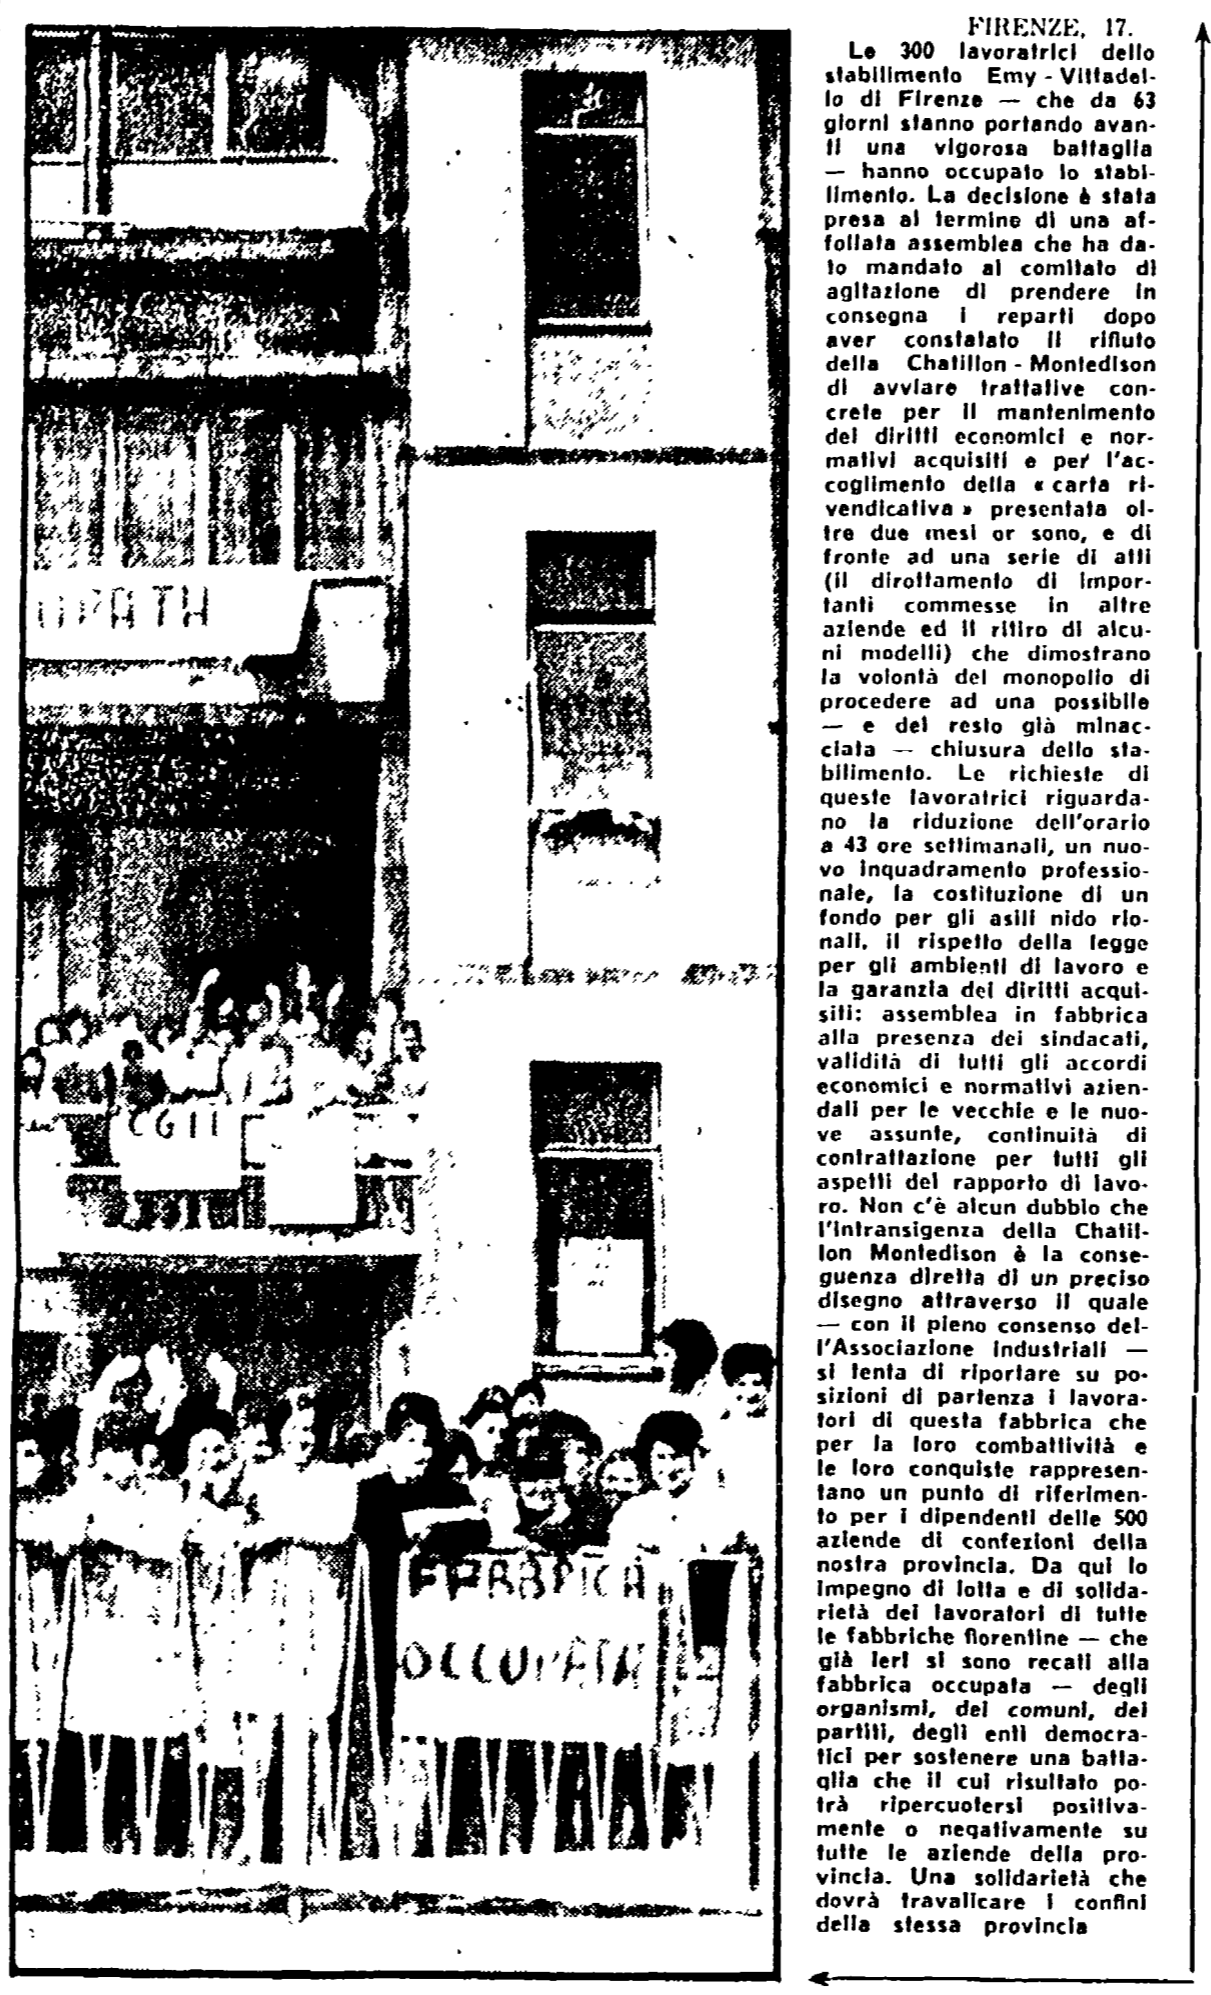 FIRENZE, 17.
Le 300 lavoratrici dello
stabilimento Emy - Vittadel-
lo di Firenze — che da 63
giorni stanno portando avan-
ti una vigorosa battaglia
— hanno occupato lo stabi-
limento. La decisione è stata
presa al termine di una af-
follata assemblea che ha da-
to mandato al comitato di
agitazione di prendere in
consegna i reparti dopo
aver constatato il rifiuto
della Chatillon - Montedison
di avviare trattative con-
crete per il mantenimento
dei diritti economici e nor-
mativi acquisiti e per l'ac-
coglimento della « carta ri-
vendicativa » presentata ol-
tre due mesi or sono, e di
fronte ad una serie di atti
(il dirottamento di impor-
tanti commesse in altre
aziende ed il ritiro di alcu-
ni modelli) che dimostrano
la volontà del monopolio di
procedere ad una possibile
— e del resto già minac-
ciata — chiusura dello sta-
bilimento. Le richieste di
queste lavoratrici riguarda-
no la riduzione dell'orario
a 43 ore settimanali, un nuo-
vo inquadramento professio-
nale, la costituzione di un
fondo per gli asili nido rio-
nali, il rispetto della legge
per gli ambienti di lavoro e
la garanzia dei diritti acqui-
siti: assemblea in fabbrica
alla presenza dei sindacati,
validità di tutti gli accordi
economici e normativi azien-
dali per le vecchie e le nuo-
ve assunte, continuità di
contrattazione per tutti gli
aspetti del rapporto di lavo-
ro. Non c'è alcun dubbio che
l'intransigenza della Chatil-
lon Montedison è la conse-
guenza diretta di un preciso
disegno attraverso il quale
— con il pieno consenso del-
l'Associazione Industriali —
si tenta di riportare su po-
sizioni di partenza i lavora-
tori di questa fabbrica che
per la loro combattività e
le loro conquiste rappresen-
tano un punto di riferimen-
to per i dipendenti delle 500
aziende di confezioni della
nostra provincia. Da qui lo
impegno di lotta e di solida-
rietà dei lavoratori di tutte
le fabbriche fiorentine — che
già ieri si sono recati alla
fabbrica occupata — degli
organismi, dei comuni, dei
partiti, degli enti democra-
tici per sostenere una batta-
glia che il cui risultato po-
trà ripercuotersi positiva-
mente o negativamente su
tutte le aziende della pro-
vincia. Una solidarietà che
dovrà travalicare i confini
della stessa provincia
CGIL
FABBRICA
OCCUPATA